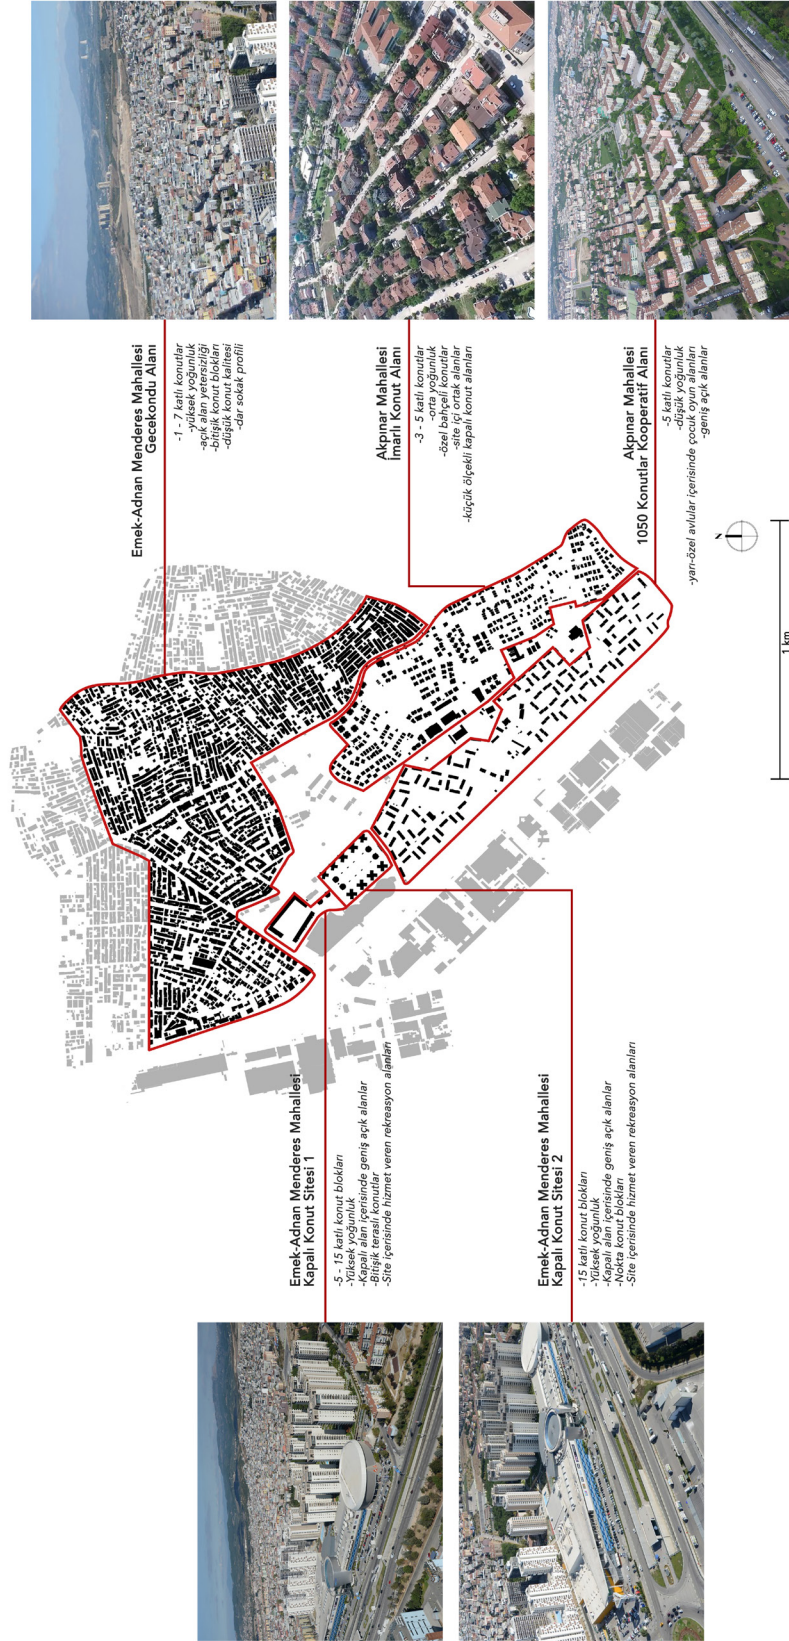 Emek-Adnan Menderes Mahallesi
Kapalı Konut Sitesi 1
-5 - 15 katlı konut blokları
-Yüksek yoğunluk
-Kapalı alan içerisinde geniş açık alanlar
-Bitişik teraslı konutlar
-Site içerisinde hizmet veren rekreasyon alanları
Emek-Adnan Menderes Mahallesi
Kapalı Konut Sitesi 2
-15 katlı konut blokları
-Yüksek yoğunluk
-Kapalı alan içerisinde geniş açık alanlar
-Nokta konut blokları
-Site içerisinde hizmet veren rekreasyon alanları
Emek-Adnan Menderes Mahallesi
Gecekondu Alanı
-1 - 7 katlı konutlar
-yüksek yoğunluk
-açık alan yetersizliği
-bitişik konut blokları
-düşük konut kalitesi
-dar sokak profili
Akpınar Mahallesi
İmarlı Konut Alanı
-3 - 5 katlı konutlar
-orta yoğunluk
-özel bahçeli konutlar
-site içi ortak alanlar
-küçük ölçekli kapalı konut alanları
Akpınar Mahallesi
1050 Konutlar Kooperatif Alanı
-5 katlı konutlar
-düşük yoğunluk
-yarı-özel avlular içerisinde çocuk oyun alanları
-geniş açık alanlar
N
1 km